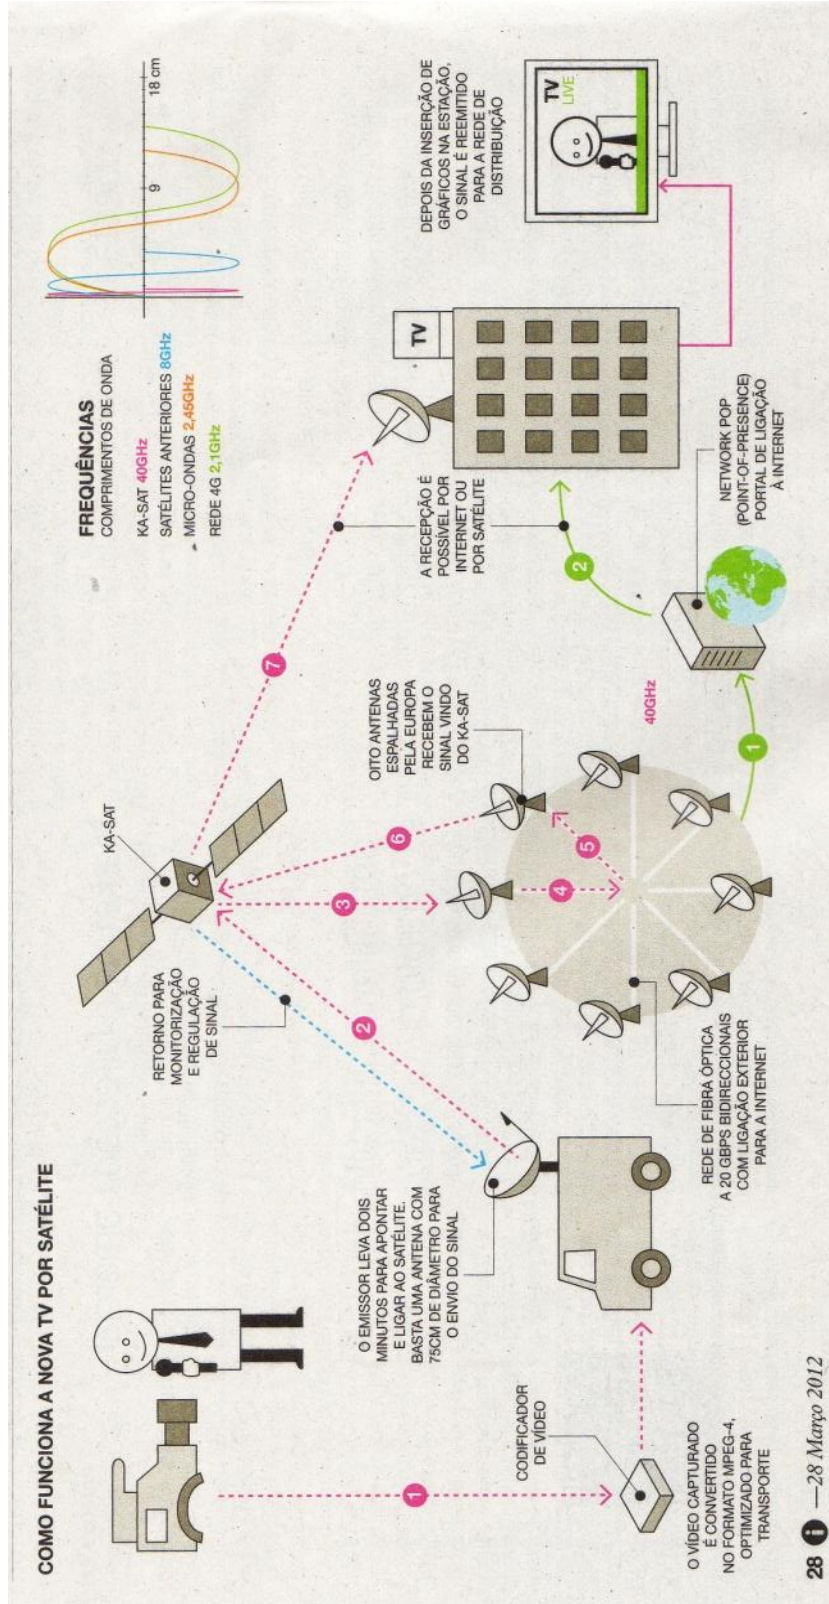 COMO FUNCIONA A NOVA TV POR SATÉLITE
1
CODIFICADOR
DE VÍDEO
O VÍDEO CAPTURADO
É CONVERTIDO
NO FORMATO MPEG-4,
OPTIMIZADO PARA
TRANSPORTE
O EMISSOR LEVA DOIS
MINUTOS PARA APONTAR
E LIGAR AO SATÉLITE.
BASTA UMA ANTENA COM
75CM DE DIÂMETRO PARA
O ENVIO DO SINAL
RETORNO PARA
MONITORIZAÇÃO
E REGULAÇÃO
DE SINAL
2
KA-SAT
3
4
5
6
7
REDE DE FIBRA ÓPTICA
A 20 GBPS BIDIRECCIONAIS
COM LIGAÇÃO EXTERIOR
PARA A INTERNET
OITO ANTENAS
ESPALHADAS
PELA EUROPA
RECEBEM O
SINAL VINDO
DO KA-SAT
40GHz
1
2
NETWORK POP
(POINT-OF-PRESENCE)
PORTAL DE LIGAÇÃO
À INTERNET
A RECEPÇÃO É
POSSÍVEL POR
INTERNET OU
POR SATÉLITE
TV
DEPOIS DA INSERÇÃO DE
GRÁFICOS NA ESTAÇÃO,
O SINAL É REEMITIDO
PARA A REDE DE
DISTRIBUIÇÃO
TV
LIVE
FREQUÊNCIAS
COMPRIMENTOS DE ONDA
KA-SAT 40GHz
SATÉLITES ANTERIORES 8GHz
MICRO-ONDAS 2,45GHz
REDE 4G 2,1GHz
9
18 cm
28 i —28 Março 2012